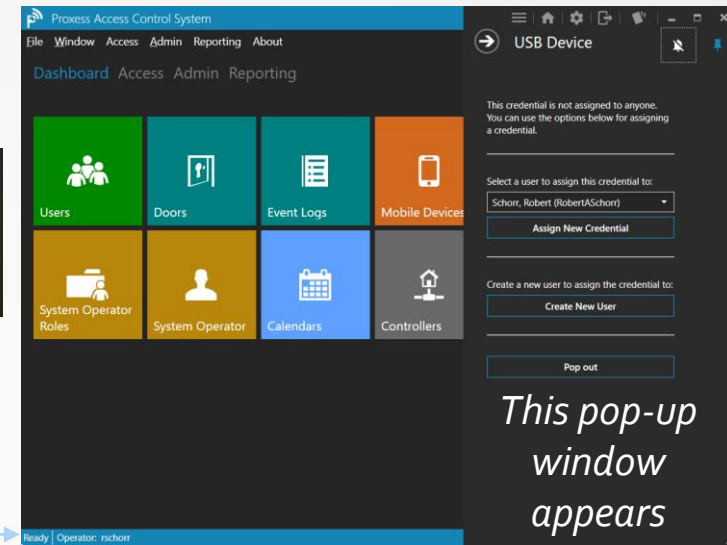 Proxess Access Control System
File Window Access Admin Reporting About
Dashboard Access Admin Reporting
Users
Doors
Event Logs
Mobile Devices
System Operator
Roles
System Operator
Calendars
Controllers
Ready Operator: rschorr
USB Device
This credential is not assigned to anyone.
You can use the options below for assigning
a credential.
Select a user to assign this credential to:
Schorr, Robert (RobertASchorr)
Assign New Credential
Create a new user to assign the credential to:
Create New User
Pop out
This pop-up
window
appears